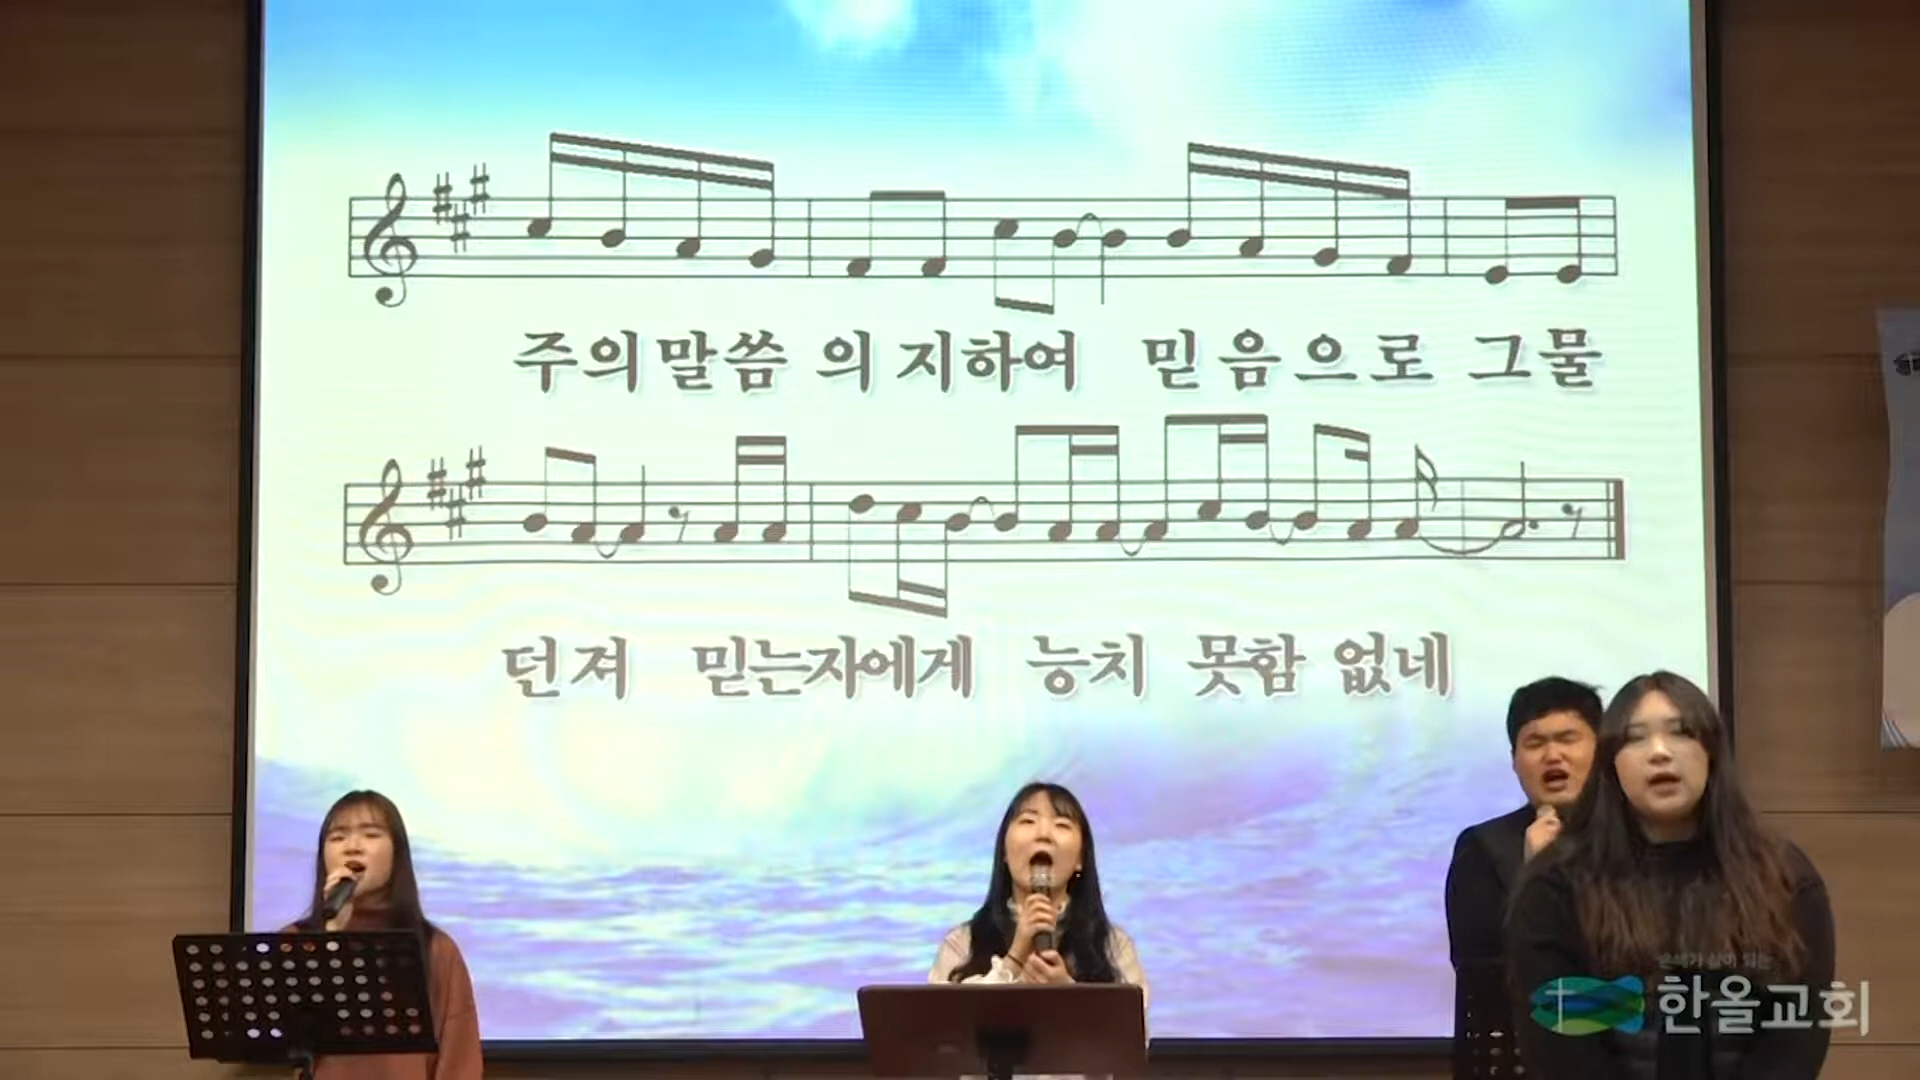 주의말씀 의지하여 믿음으로 그물
던져 믿는자에게 능치 못함 없네
한울교회